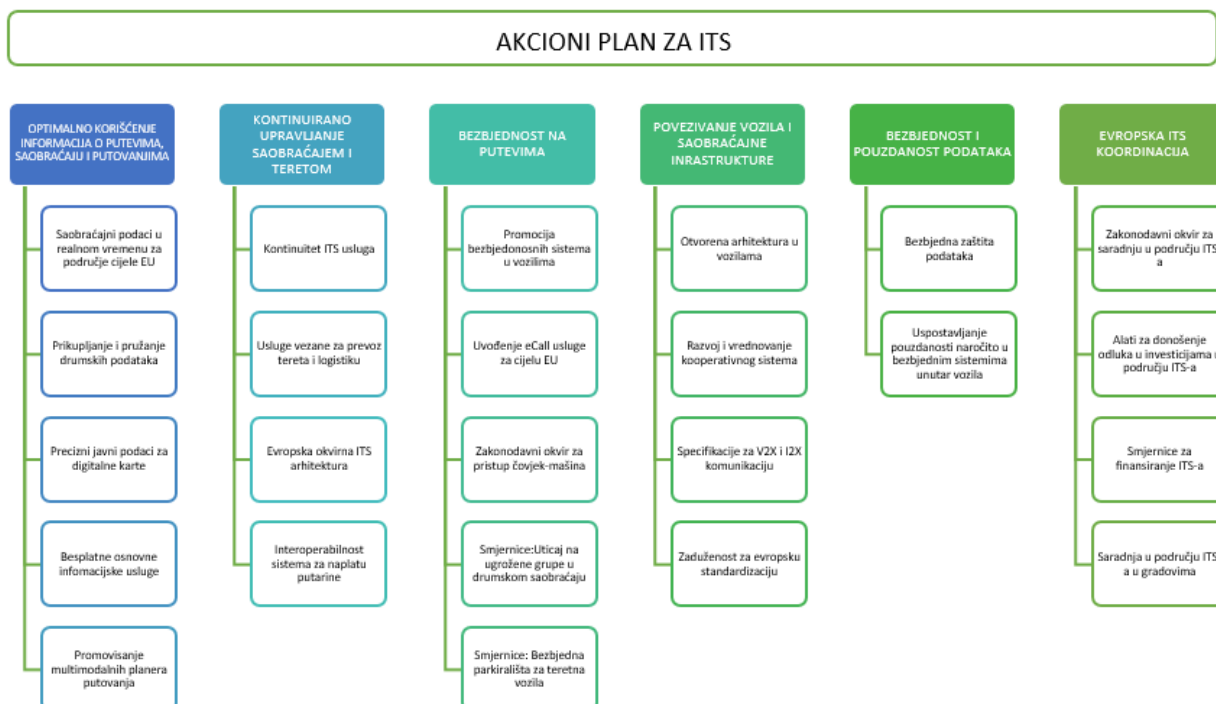 AKCIONI PLAN ZA ITS
OPTIMALNO KORIŠĆENJE
INFORMACIJA O PUTEVIMA,
SAOBRAĆAJU I PUTOVANJIMA
Saobraćajni podaci u
realnom vremenu za
područje cijele EU
Prikupljanje i pružanje
drumskih podataka
Precizni javni podaci za
digitalne karte
Besplatne osnovne
infomacijske usluge
Promovisanje
multimodalnih planera
putovanja
KONTINUIRANO
UPRAVLJANJE
SAOBRAĆAJEM I
TERETOM
Kontinuitet ITS usluga
Usluge vezane za prevoz
tereta i logistiku
Evropska okvirna ITS
arhitektura
Interoperabilnost
sistema za naplatu
putarine
BEZBJEDNOST NA
PUTEVIMA
Promocija
bezbjedonosnih sistema
u vozilima
Uvođenje eCall usluge
za cijelu EU
Zakonodavni okvir za
pristup čovjek-mašina
Smjernice:Uticaj na
ugrožene grupe u
drumskom saobraćaju
Smjernice: Bezbjedna
parkirališta za teretna
vozila
POVEZIVANJE VOZILA I
SAOBRAĆAJNE
INRASTRUKTURE
Otvorena arhitektura u
vozilama
Razvoj i vrednovanje
kooperativnog sistema
Specifikacije za V2X i I2X
komunikaciju
Zaduženost za evropsku
standardizaciju
BEZBJEDNOST I
POUZDANOST PODATAKA
Bezbjedna zaštita
podataka
Uspostavljanje
pouzdanosti naročito u
bezbjednim sistemima
unutar vozila
EVROPSKA ITS
KOORDINACIJA
Zakonodavni okvir za
saradnju u području ITS-
a
Alati za donošenje
odluka u investicijama u
području ITS-a
Smjernice za
finansiranje ITS-a
Saradnja u području ITS-
a u gradovima